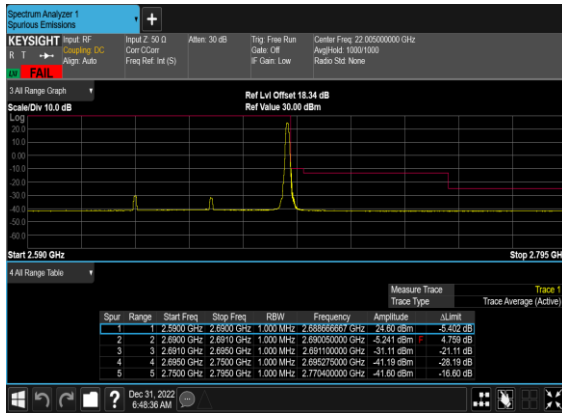 Spectrum Analyzer 1
Spurious Emissions
KEYSIGHT Input: RF Input Z: 50 Ω Atten: 30 dB Trig: Free Run Center Freq: 22.005000000 GHz
R T Coupling: DC Corr CCorr Gate: Off Avg|Hold: 1000/1000
Align: Auto Freq Ref: Int (S) IF Gain: Low Radio Std: None
LXI FAIL
3 All Range Graph Ref Lvl Offset 18.34 dB
Scale/Div 10.0 dB Ref Value 30.00 dBm
Log
20.0
10.0
0.00
-10.0
-20.0
-30.0
-40.0
-50.0
-60.0
Start 2.590 GHz Stop 2.795 GH
4 All Range Table
Measure Trace Trace 1
Trace Type Trace Average (Active)
Spur Range Start Freq Stop Freq RBW Frequency Amplitude ΔLimit
1 1 2.5900 GHz 2.6900 GHz 1.000 MHz 2.688666667 GHz 24.60 dBm -5.402 dB
2 2 2.6900 GHz 2.6910 GHz 1.000 MHz 2.690050000 GHz -5.241 dBm F 4.759 dB
3 3 2.6910 GHz 2.6950 GHz 1.000 MHz 2.691100000 GHz -31.11 dBm -21.11 dB
4 4 2.6950 GHz 2.7500 GHz 1.000 MHz 2.695275000 GHz -41.19 dBm -28.19 dB
5 5 2.7500 GHz 2.7950 GHz 1.000 MHz 2.770400000 GHz -41.60 dBm -16.60 dB
Dec 31, 2022
6:48:36 AM